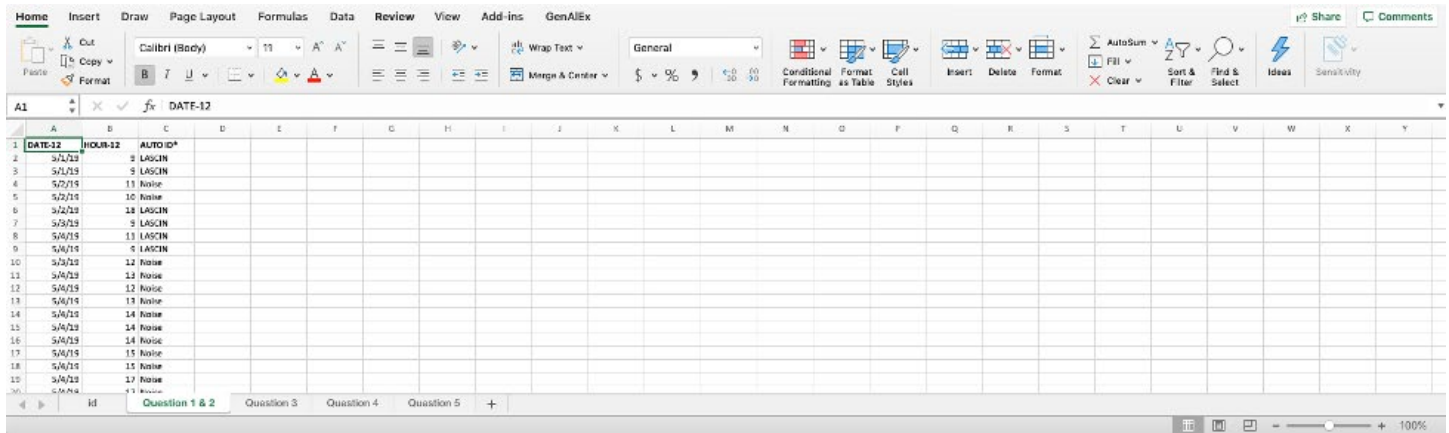 Home Insert Draw Page Layout Formulas Data Review View Add-ins GenAlEx Share Comments
Cut
Copy
Paste
Format
Calibri (Body) 11 A^ A˅
B I U A
Wrap Text
Merge & Center
General
$ % 9
Conditional Formatting
Format as Table
Cell Styles
Insert Delete Format
AutoSum
Fill
Clear
Sort & Filter
Find & Select
Ideas
Sensitivity
A1 fx DATE-12
A B C D E F G H I J K L M N O P Q R S T U V W X Y
1 DATE-12 HOUR-12 AUTO ID*
2 5/1/19 9 LASCIN
3 5/1/19 9 LASCIN
4 5/2/19 11 Noise
5 5/2/19 10 Noise
6 5/2/19 18 LASCIN
7 5/3/19 9 LASCIN
8 5/4/19 11 LASCIN
9 5/4/19 9 LASCIN
10 5/3/19 12 Noise
11 5/4/19 13 Noise
12 5/4/19 12 Noise
13 5/4/19 13 Noise
14 5/4/19 14 Noise
15 5/4/19 14 Noise
16 5/4/19 14 Noise
17 5/4/19 15 Noise
18 5/4/19 15 Noise
19 5/4/19 17 Noise
id Question 1 & 2 Question 3 Question 4 Question 5 +
- + 100%